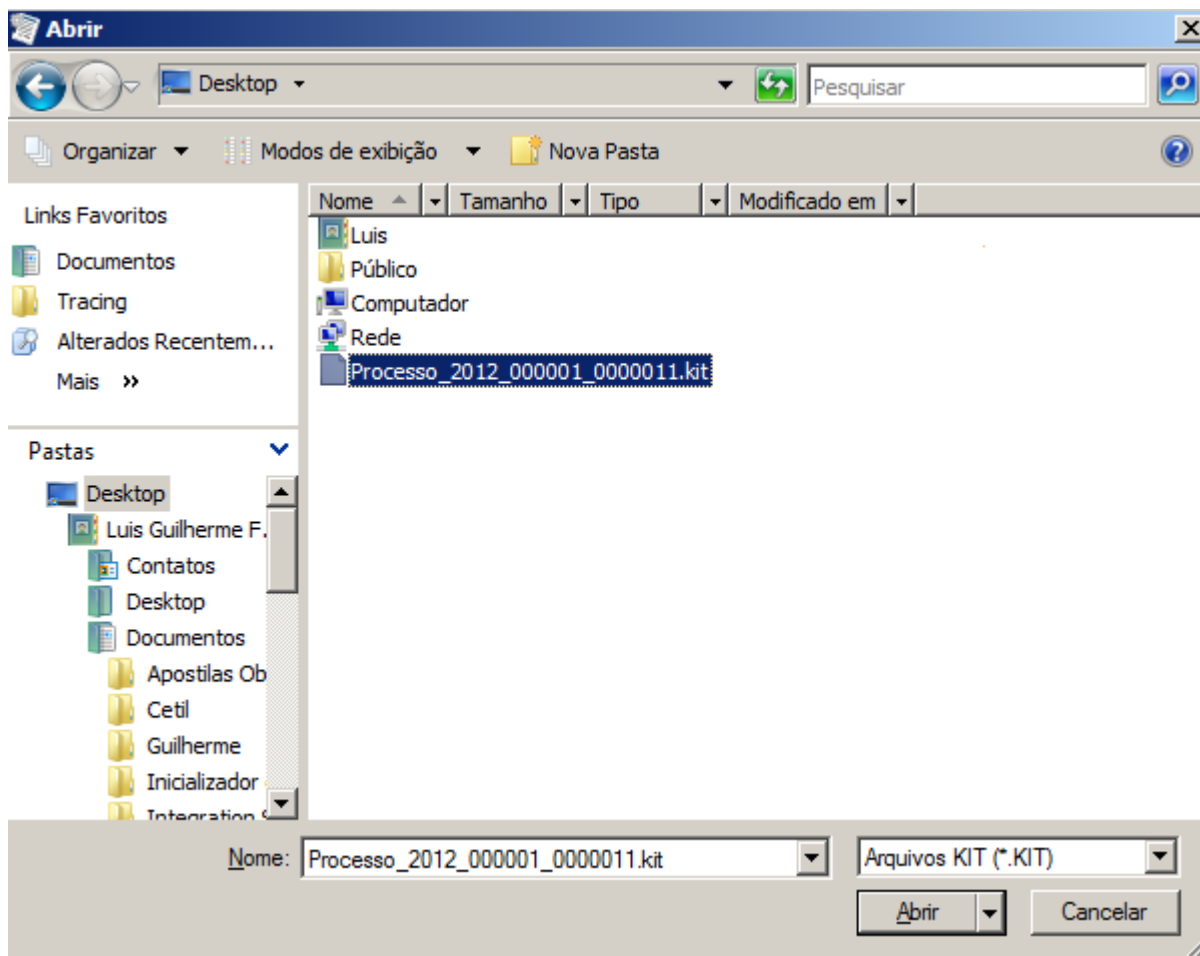 Abrir
Desktop
Pesquisar
Organizar
Modos de exibição
Nova Pasta
Links Favoritos
Documentos
Tracing
Alterados Recentem...
Mais »
Pastas
Desktop
Luis Guilherme F.
Contatos
Desktop
Documentos
Apostilas Ob
Cetil
Guilherme
Inicializador
Integration
Nome Tamanho Tipo Modificado em
Luis
Público
Computador
Rede
Processo_2012_000001_0000011.kit
Nome: Processo_2012_000001_0000011.kit
Arquivos KIT (*.KIT)
Abrir Cancelar